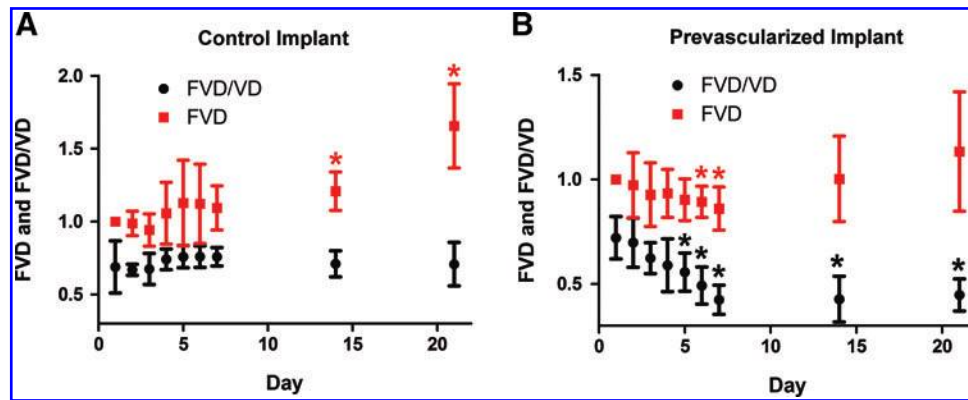 A
Control Implant
FVD and FVD/VD
2.0
1.5
1.0
0.5
FVD/VD
FVD
*
*
0
5
10
15
20
Day
B
Prevascularized Implant
FVD and FVD/VD
1.5
1.0
0.5
FVD/VD
FVD
* *
*
*
*
*
*
0
5
10
15
20
Day